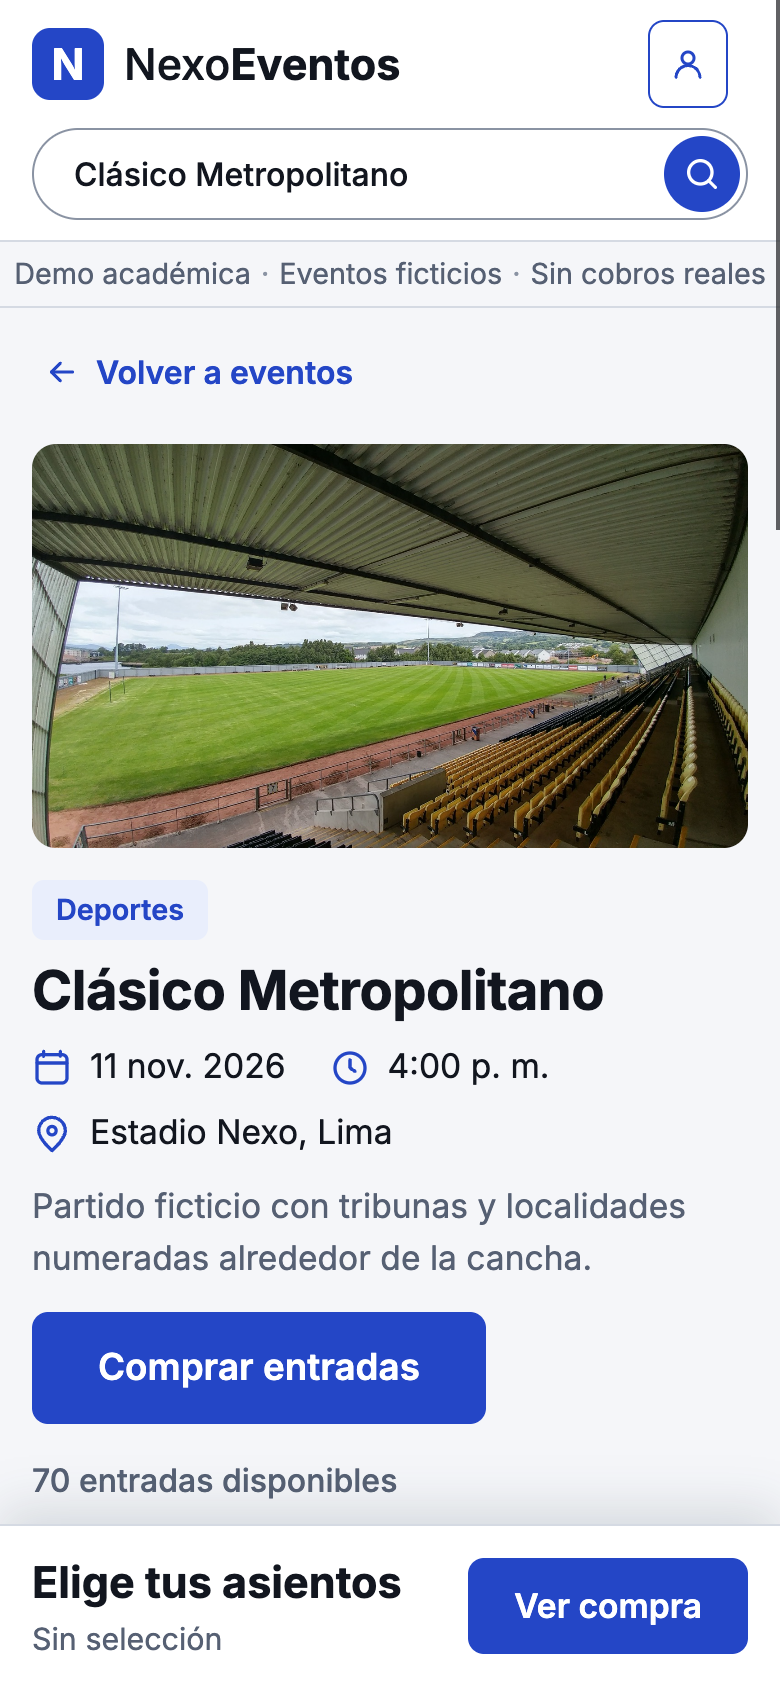 N NexoEventos
Clásico Metropolitano
Demo académica · Eventos ficticios · Sin cobros reales
← Volver a eventos
Deportes
Clásico Metropolitano
11 nov. 2026 4:00 p. m.
Estadio Nexo, Lima
Partido ficticio con tribunas y localidades
numeradas alrededor de la cancha.
Comprar entradas
70 entradas disponibles
Elige tus asientos
Sin selección
Ver compra